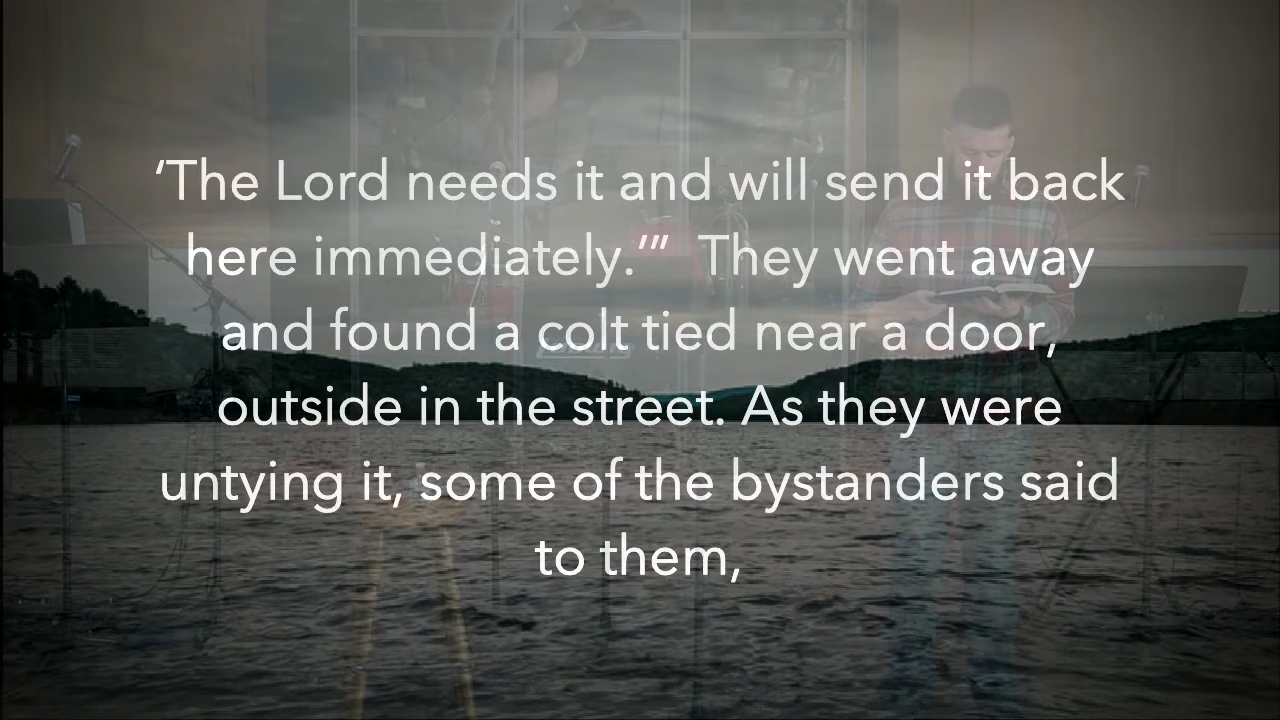 ‘The Lord needs it and will send it back
here immediately.’” They went away
and found a colt tied near a door,
outside in the street. As they were
untying it, some of the bystanders said
to them,